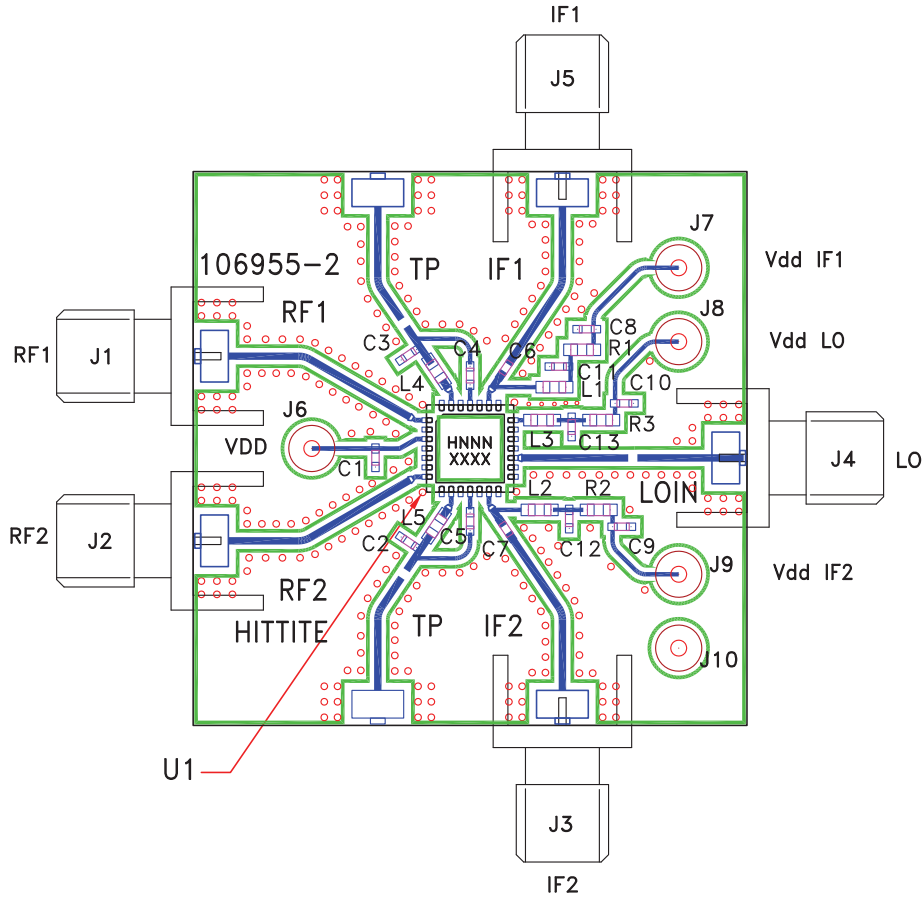 IF1
J5
J7
Vdd IF1
106955-2
TP
IF1
RF1
J8
Vdd LO
RF1
J1
C3
C4
C6
C8
R1
C11
L4
L1
C10
J6
VDD
L3
C13
R3
HNNN
XXXX
C1
J4
LO
LOIN
L2
R2
RF2
J2
L5
C2
C5
C7
C12
C9
J9
Vdd IF2
RF2
HITTITE
TP
IF2
J10
U1
J3
IF2